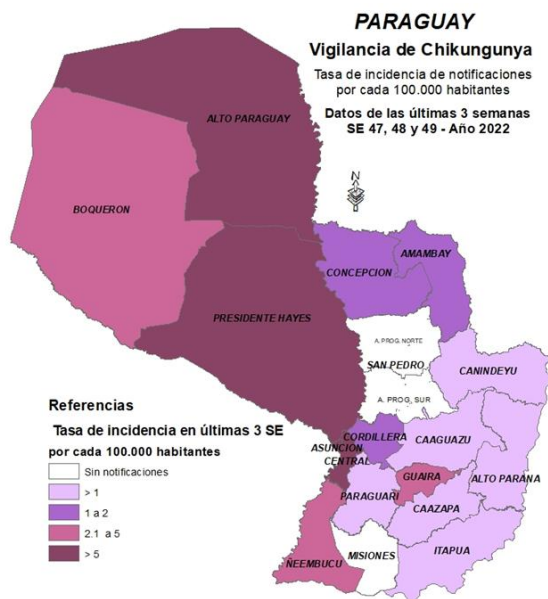 PARAGUAY
Vigilancia de Chikungunya
Tasa de incidencia de notificaciones
por cada 100.000 habitantes
Datos de las últimas 3 semanas
SE 47, 48 y 49 - Año 2022
N
ALTO PARAGUAY
BOQUERON
AMAMBAY
CONCEPCION
PRESIDENTE HAYES
A. PROG. NORTE
SAN PEDRO
CANINDEYU
A. PROG. SUR
CORDILLERA
CAAGUAZU
ASUNCION
CENTRAL
GUAIRA
ALTO PARANA
PARAGUARI
CAAZAPA
ÑEEMBUCU
MISIONES
ITAPUA
Referencias
Tasa de incidencia en últimas 3 SE
por cada 100.000 habitantes
Sin notificaciones
> 1
1 a 2
2.1 a 5
> 5